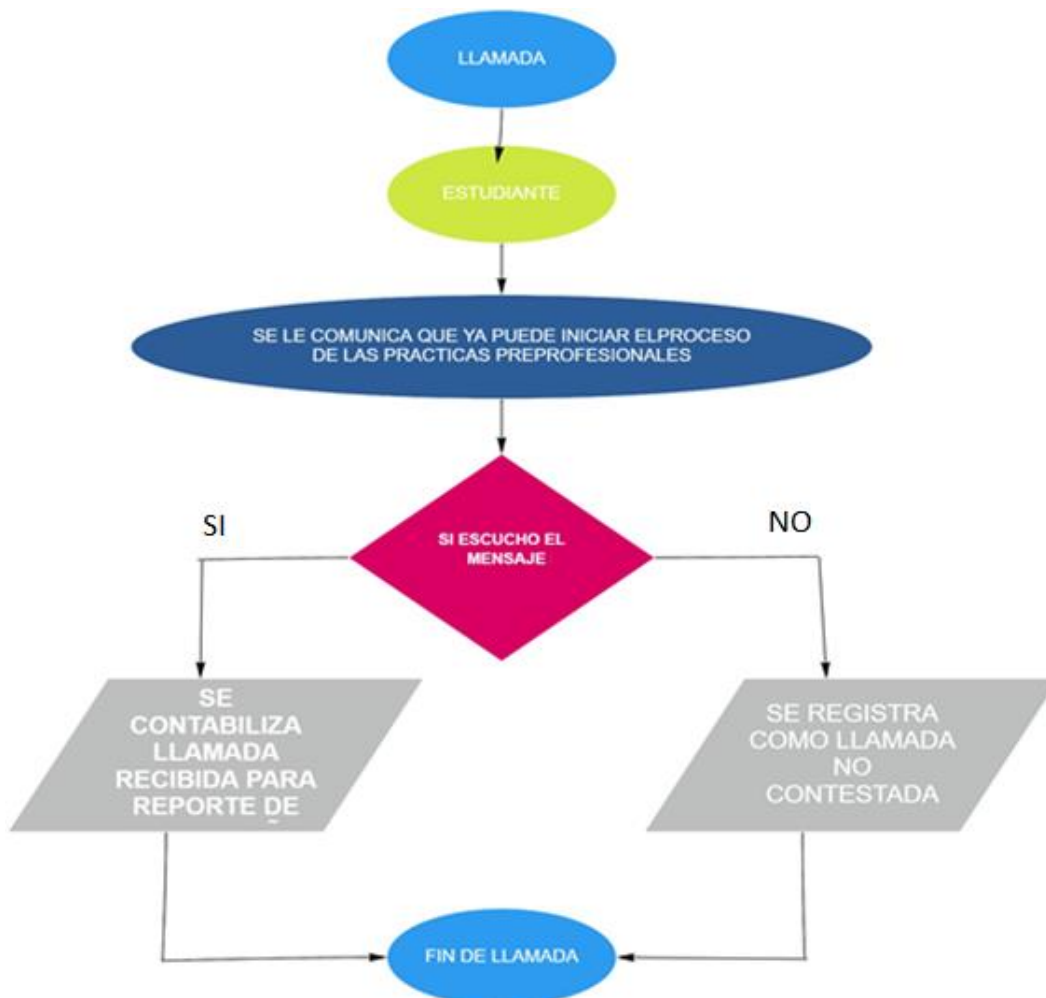 LLAMADA
ESTUDIANTE
SE LE COMUNICA QUE YA PUEDE INICIAR ELPROCESO
DE LAS PRACTICAS PREPROFESIONALES
SI ESCUCHO EL
MENSAJE
SI
NO
SE
CONTABILIZA
LLAMADA
RECIBIDA PARA
REPORTE DE
SE REGISTRA
COMO LLAMADA
NO
CONTESTADA
FIN DE LLAMADA